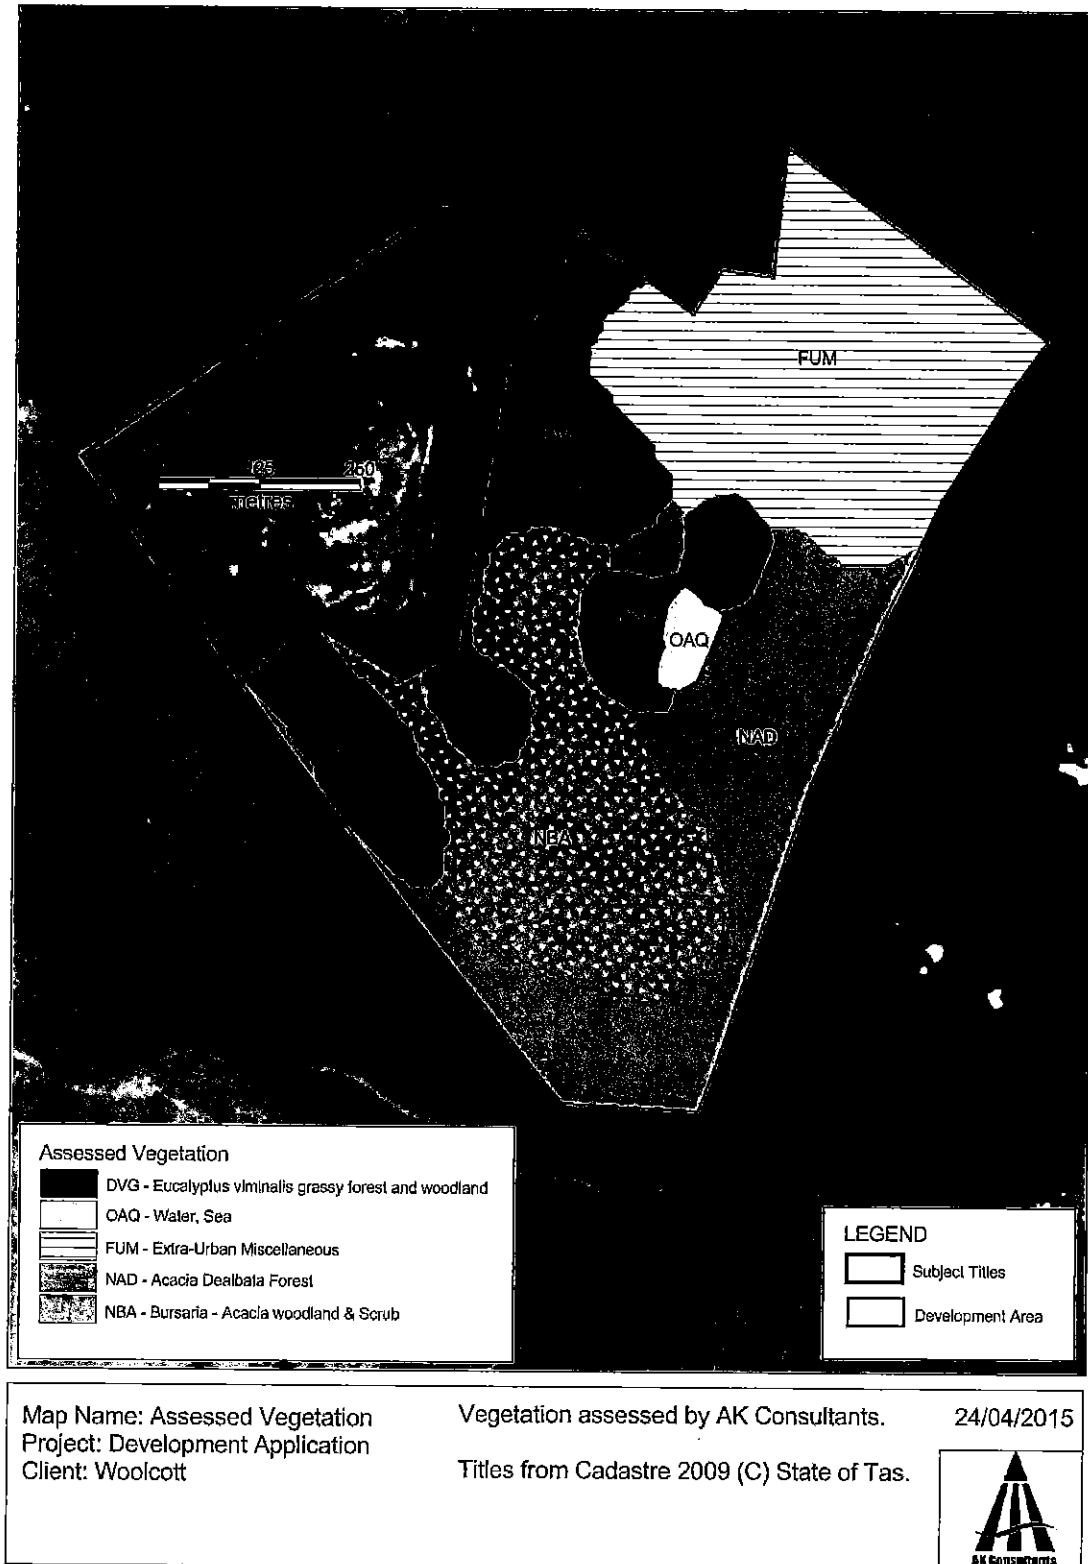 FUM
125 250
metres
OAQ
NAD
NBA
Assessed Vegetation
DVG - Eucalyptus viminalis grassy forest and woodland
OAQ - Water, Sea
FUM - Extra-Urban Miscellaneous
NAD - Acacia Dealbata Forest
NBA - Bursaria - Acacia woodland & Scrub
LEGEND
Subject Titles
Development Area
Map Name: Assessed Vegetation
Project: Development Application
Client: Woolcott
Vegetation assessed by AK Consultants.
Titles from Cadastre 2009 (C) State of Tas.
24/04/2015
AK Consultants